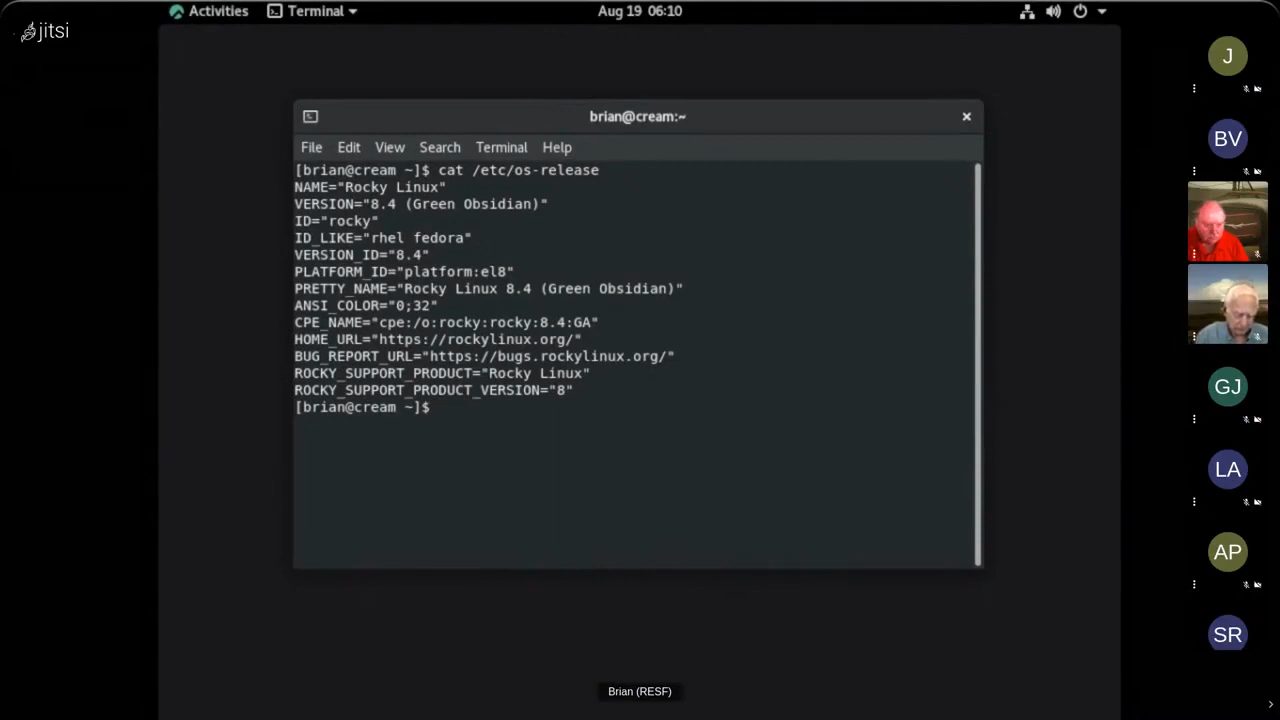 Activities Terminal Aug 19 06:10
jitsi
brian@cream:~
File Edit View Search Terminal Help
[brian@cream ~]$ cat /etc/os-release
NAME="Rocky Linux"
VERSION="8.4 (Green Obsidian)"
ID="rocky"
ID_LIKE="rhel fedora"
VERSION_ID="8.4"
PLATFORM_ID="platform:el8"
PRETTY_NAME="Rocky Linux 8.4 (Green Obsidian)"
ANSI_COLOR="0;32"
CPE_NAME="cpe:/o:rocky:rocky:8.4:GA"
HOME_URL="https://rockylinux.org/"
BUG_REPORT_URL="https://bugs.rockylinux.org/"
ROCKY_SUPPORT_PRODUCT="Rocky Linux"
ROCKY_SUPPORT_PRODUCT_VERSION="8"
[brian@cream ~]$
Brian (RESF)
J
BV
GJ
LA
AP
SR